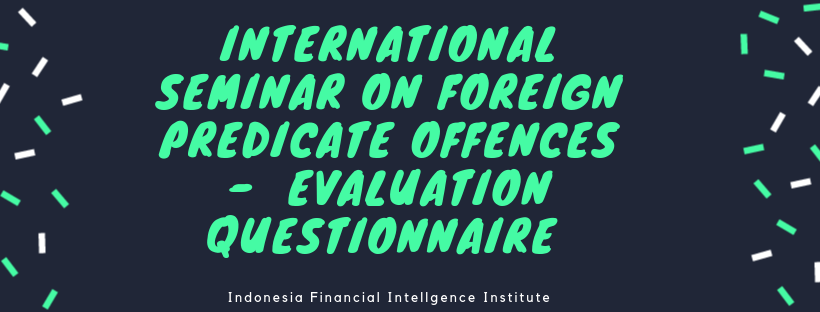 INTERNATIONAL
SEMINAR ON FOREIGN
PREDICATE OFFENCES
- EVALUATION
QUESTIONNAIRE
Indonesia Financial Intellgence Institute